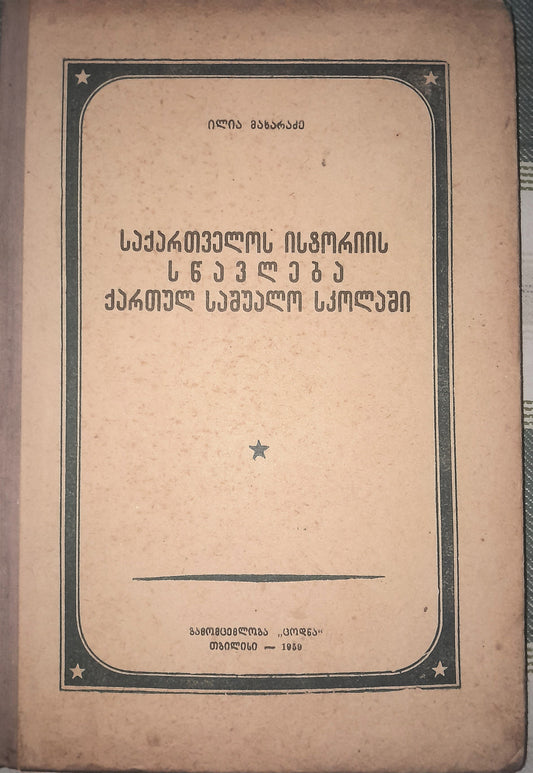 ილია მახარაძე
საქართველოს ისტორიის
სწავლება
ქართულ საშუალო სკოლაში
გამომცემლობა „ცოდნა“
თბილისი — 1959